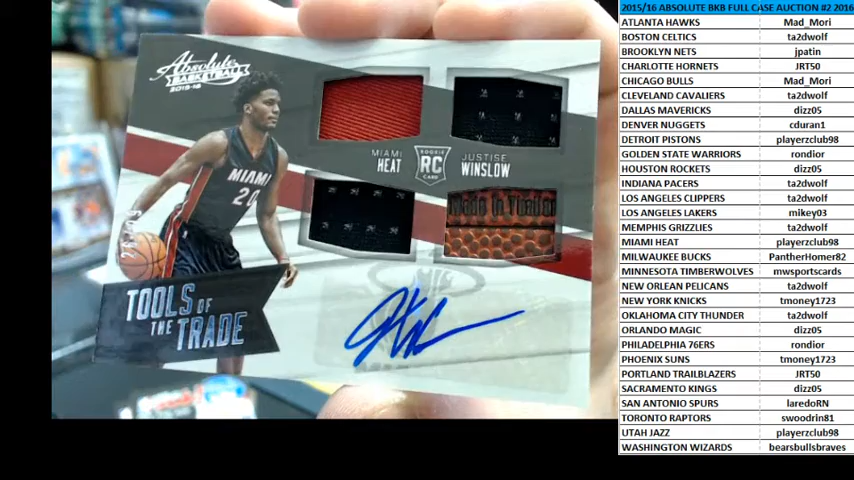 Absolute
BASKETBALL
2015-16
MIAMI
HEAT
ROOKIE
RC
CARD
JUSTISE
WINSLOW
MIAMI
20
TOOLS OF
THE TRADE
2015/16 ABSOLUTE BKB FULL CASE AUCTION #2 2016
ATLANTA HAWKS Mad_Mori
BOSTON CELTICS ta2dwolf
BROOKLYN NETS jpatin
CHARLOTTE HORNETS JRT50
CHICAGO BULLS Mad_Mori
CLEVELAND CAVALIERS ta2dwolf
DALLAS MAVERICKS dizz05
DENVER NUGGETS cduran1
DETROIT PISTONS playerzclub98
GOLDEN STATE WARRIORS rondior
HOUSTON ROCKETS dizz05
INDIANA PACERS ta2dwolf
LOS ANGELES CLIPPERS ta2dwolf
LOS ANGELES LAKERS mikey03
MEMPHIS GRIZZLIES ta2dwolf
MIAMI HEAT playerzclub98
MILWAUKEE BUCKS PantherHomer82
MINNESOTA TIMBERWOLVES mwsportscards
NEW ORLEAN PELICANS ta2dwolf
NEW YORK KNICKS tmoney1723
OKLAHOMA CITY THUNDER ta2dwolf
ORLANDO MAGIC dizz05
PHILADELPHIA 76ERS rondior
PHOENIX SUNS tmoney1723
PORTLAND TRAILBLAZERS JRT50
SACRAMENTO KINGS dizz05
SAN ANTONIO SPURS laredoRN
TORONTO RAPTORS swoodrin81
UTAH JAZZ playerzclub98
WASHINGTON WIZARDS bearsbullsbraves